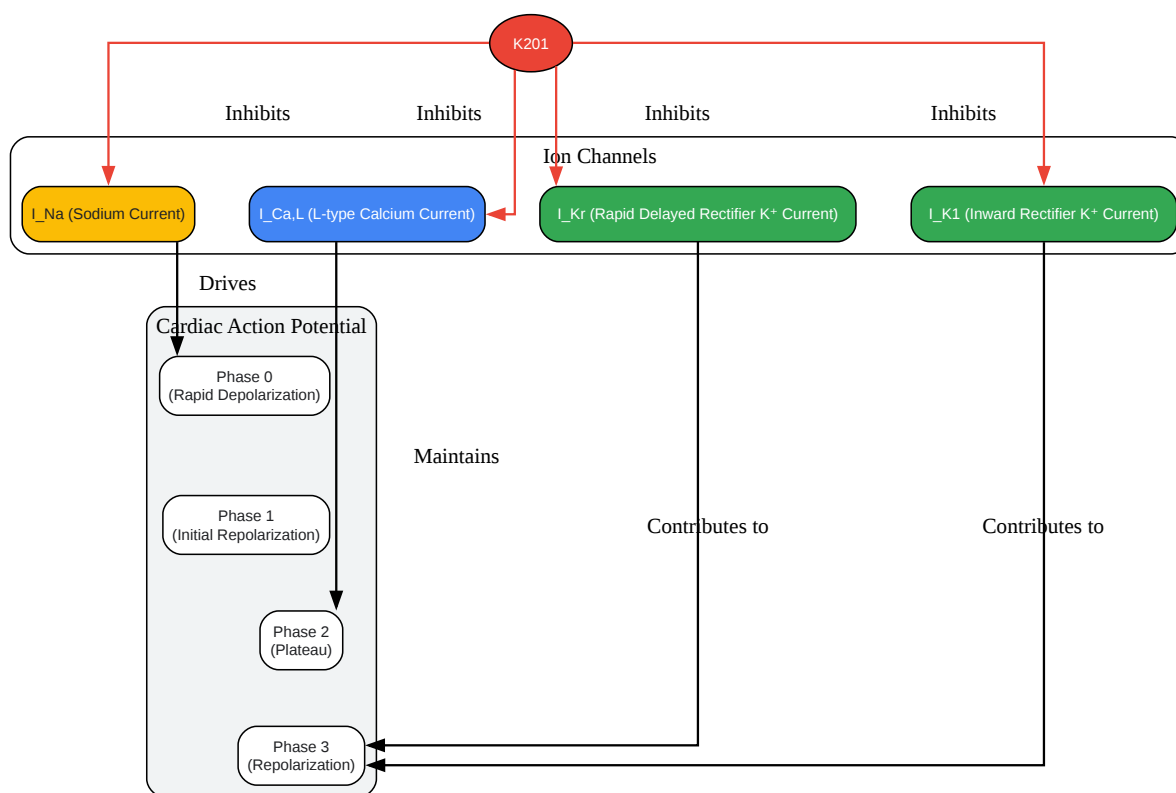 K201
Inhibits
Inhibits
Inhibits
Inhibits
Ion Channels
I_Na (Sodium Current)
I_Ca,L (L-type Calcium Current)
I_Kr (Rapid Delayed Rectifier K⁺ Current)
I_K1 (Inward Rectifier K⁺ Current)
Drives
Cardiac Action Potential
Phase 0
(Rapid Depolarization)
Maintains
Phase 1
(Initial Repolarization)
Contributes to
Contributes to
Phase 2
(Plateau)
Phase 3
(Repolarization)